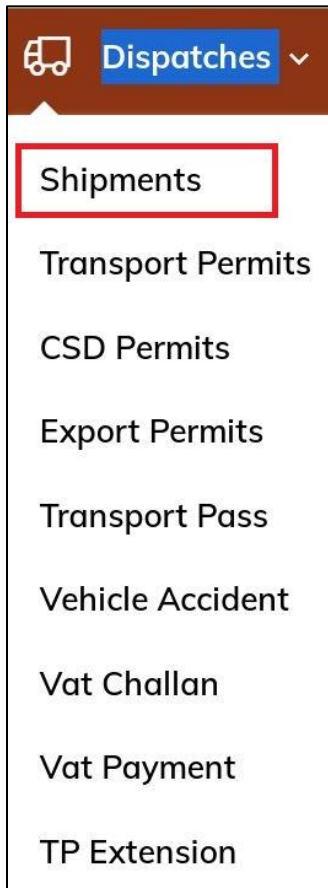 Dispatches
Shipments
Transport Permits
CSD Permits
Export Permits
Transport Pass
Vehicle Accident
Vat Challan
Vat Payment
TP Extension